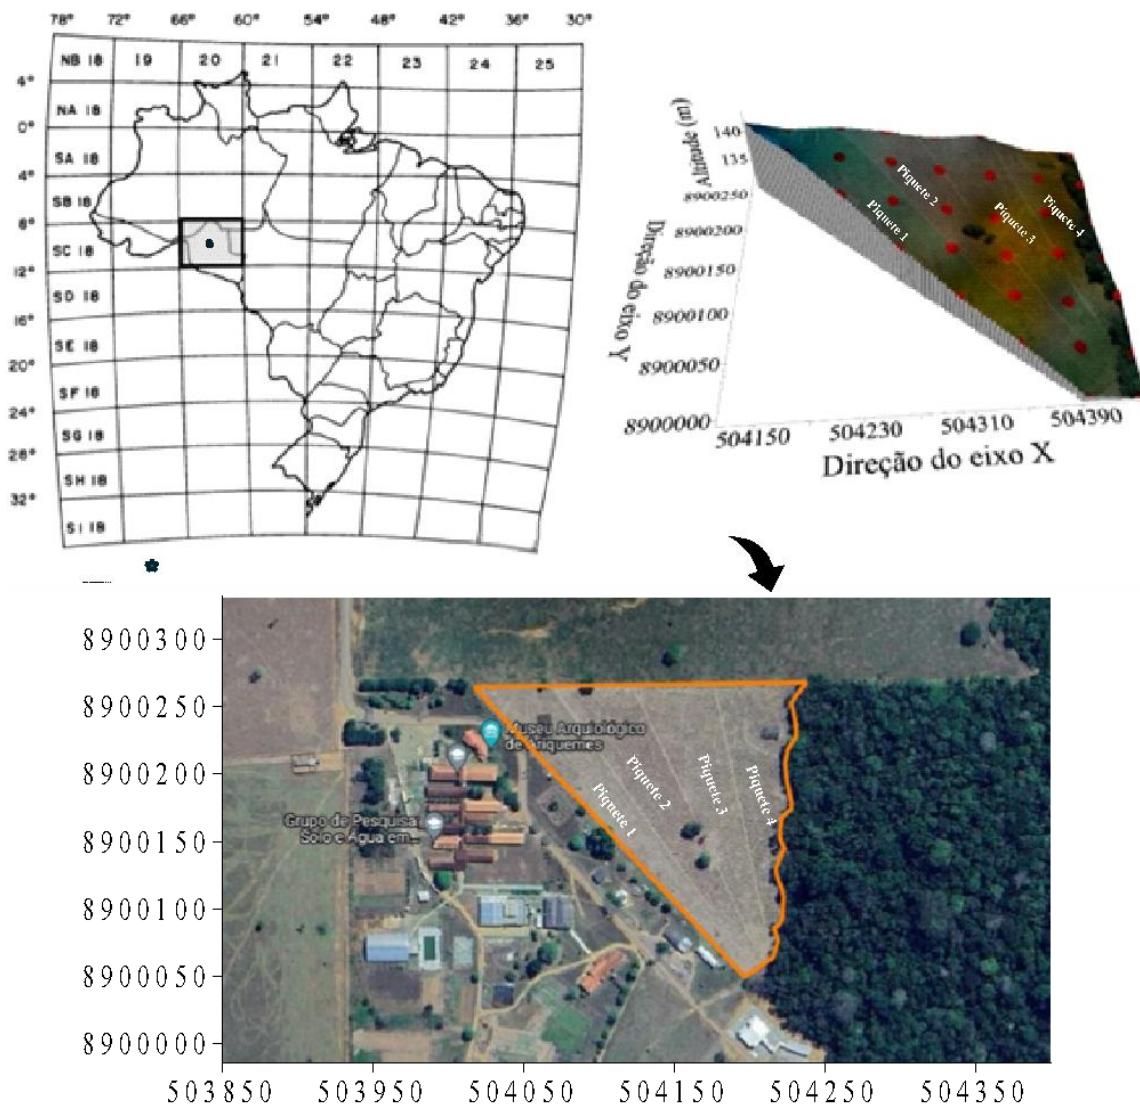 78° 72° 66° 60° 54° 48° 42° 36° 30°
NB 18 19 20 21 22 23 24 25
4°
NA 18
0°
SA 18
4°
SB 18
8°
SC 18
12°
SD 18
16°
SE 18
20°
SF 18
24°
SG 18
28°
SH 18
32°
SI 18
Altitude (m)
140
135
Direção do eixo Y
8900250
8900200
8900150
8900100
8900050
8900000
504150 504230 504310 504390
Direção do eixo X
Piquete 1
Piquete 2
Piquete 3
Piquete 4
8900300
8900250
8900200
8900150
8900100
8900050
8900000
Museu Arquiológico
de Ariquemes
Grupo de Pesquisa
Solo e Água em...
Piquete 1
Piquete 2
Piquete 3
Piquete 4
503850 503950 504050 504150 504250 504350